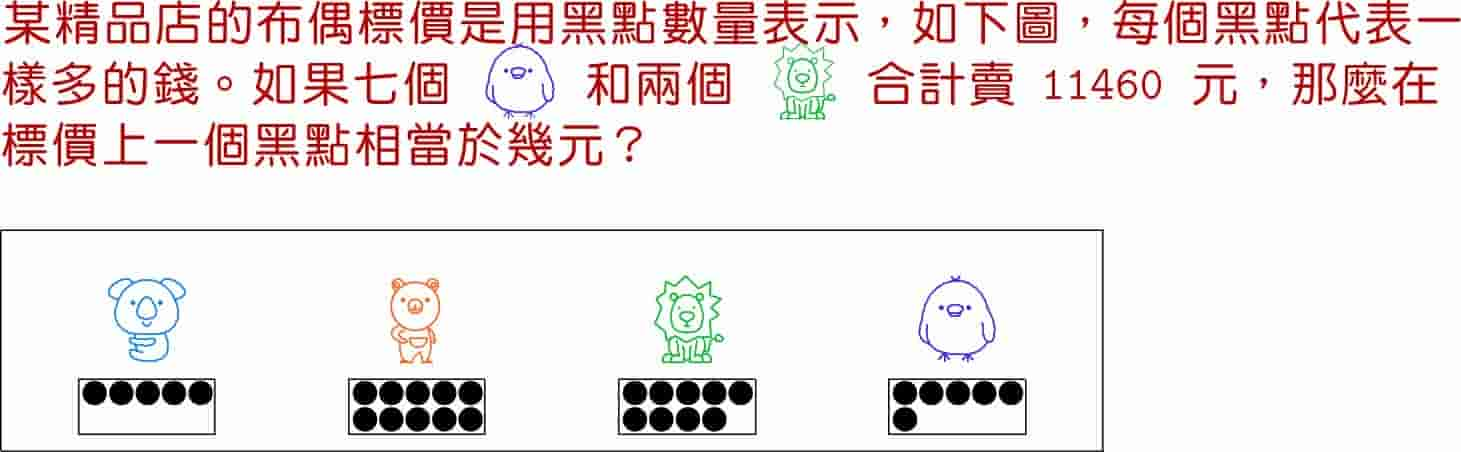 某精品店的布偶標價是用黑點數量表示，如下圖，每個黑點代表一
樣多的錢。如果七個 和兩個 合計賣 11460 元，那麼在
標價上一個黑點相當於幾元？